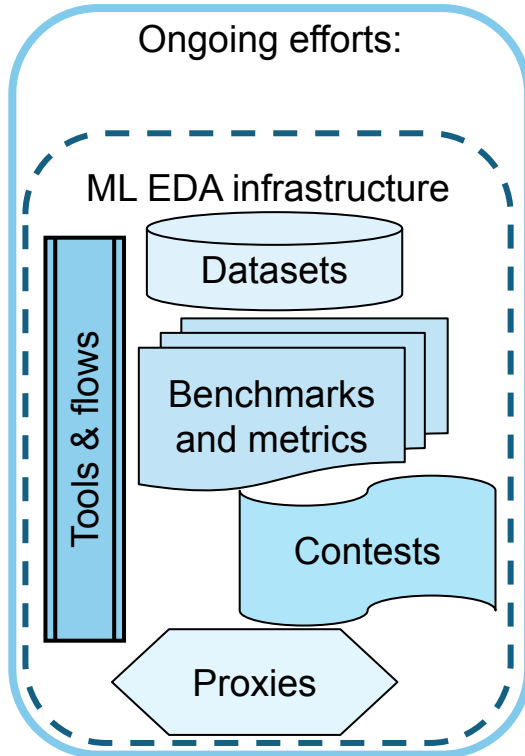 Ongoing efforts:
ML EDA infrastructure
Datasets
Tools & flows
Benchmarks
and metrics
Contests
Proxies